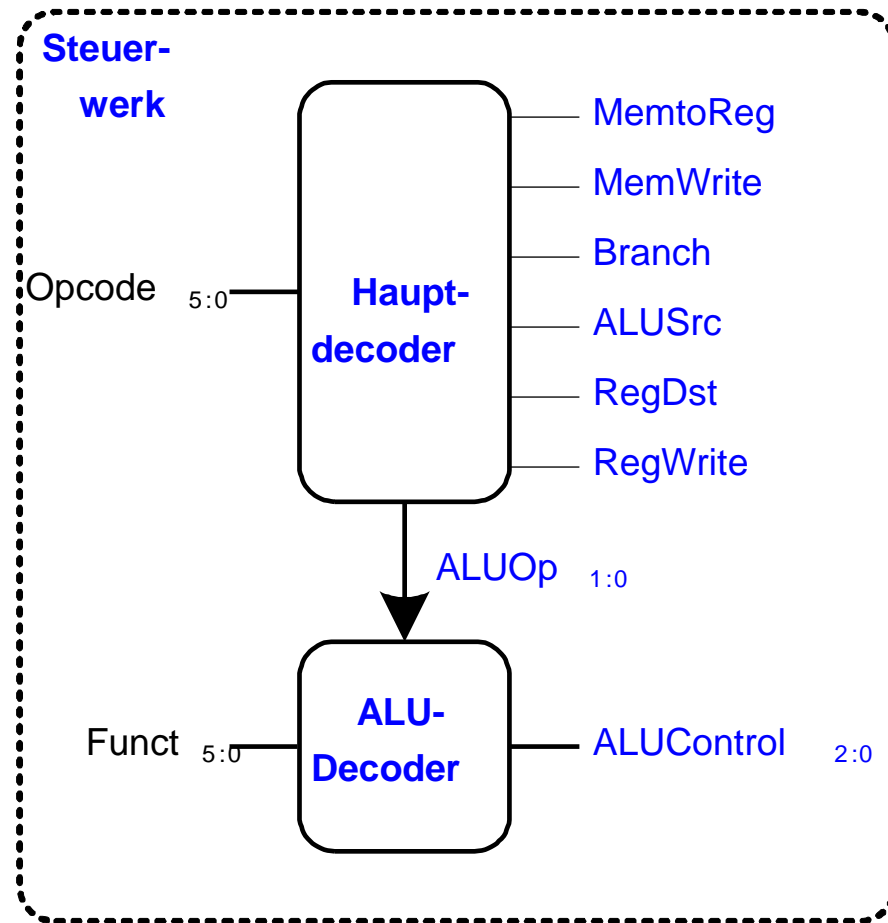 Steuer-
werk
MemtoReg
MemWrite
Branch
Opcode 5:0
Haupt-
decoder
ALUSrc
RegDst
RegWrite
ALUOp 1:0
ALU-
Decoder
Funct 5:0
ALUControl 2:0